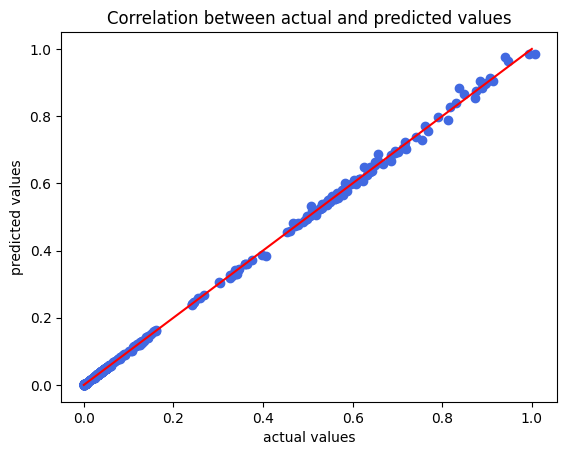 Correlation between actual and predicted values
predicted values
1.0
0.8
0.6
0.4
0.2
0.0
0.0 0.2 0.4 0.6 0.8 1.0
actual values